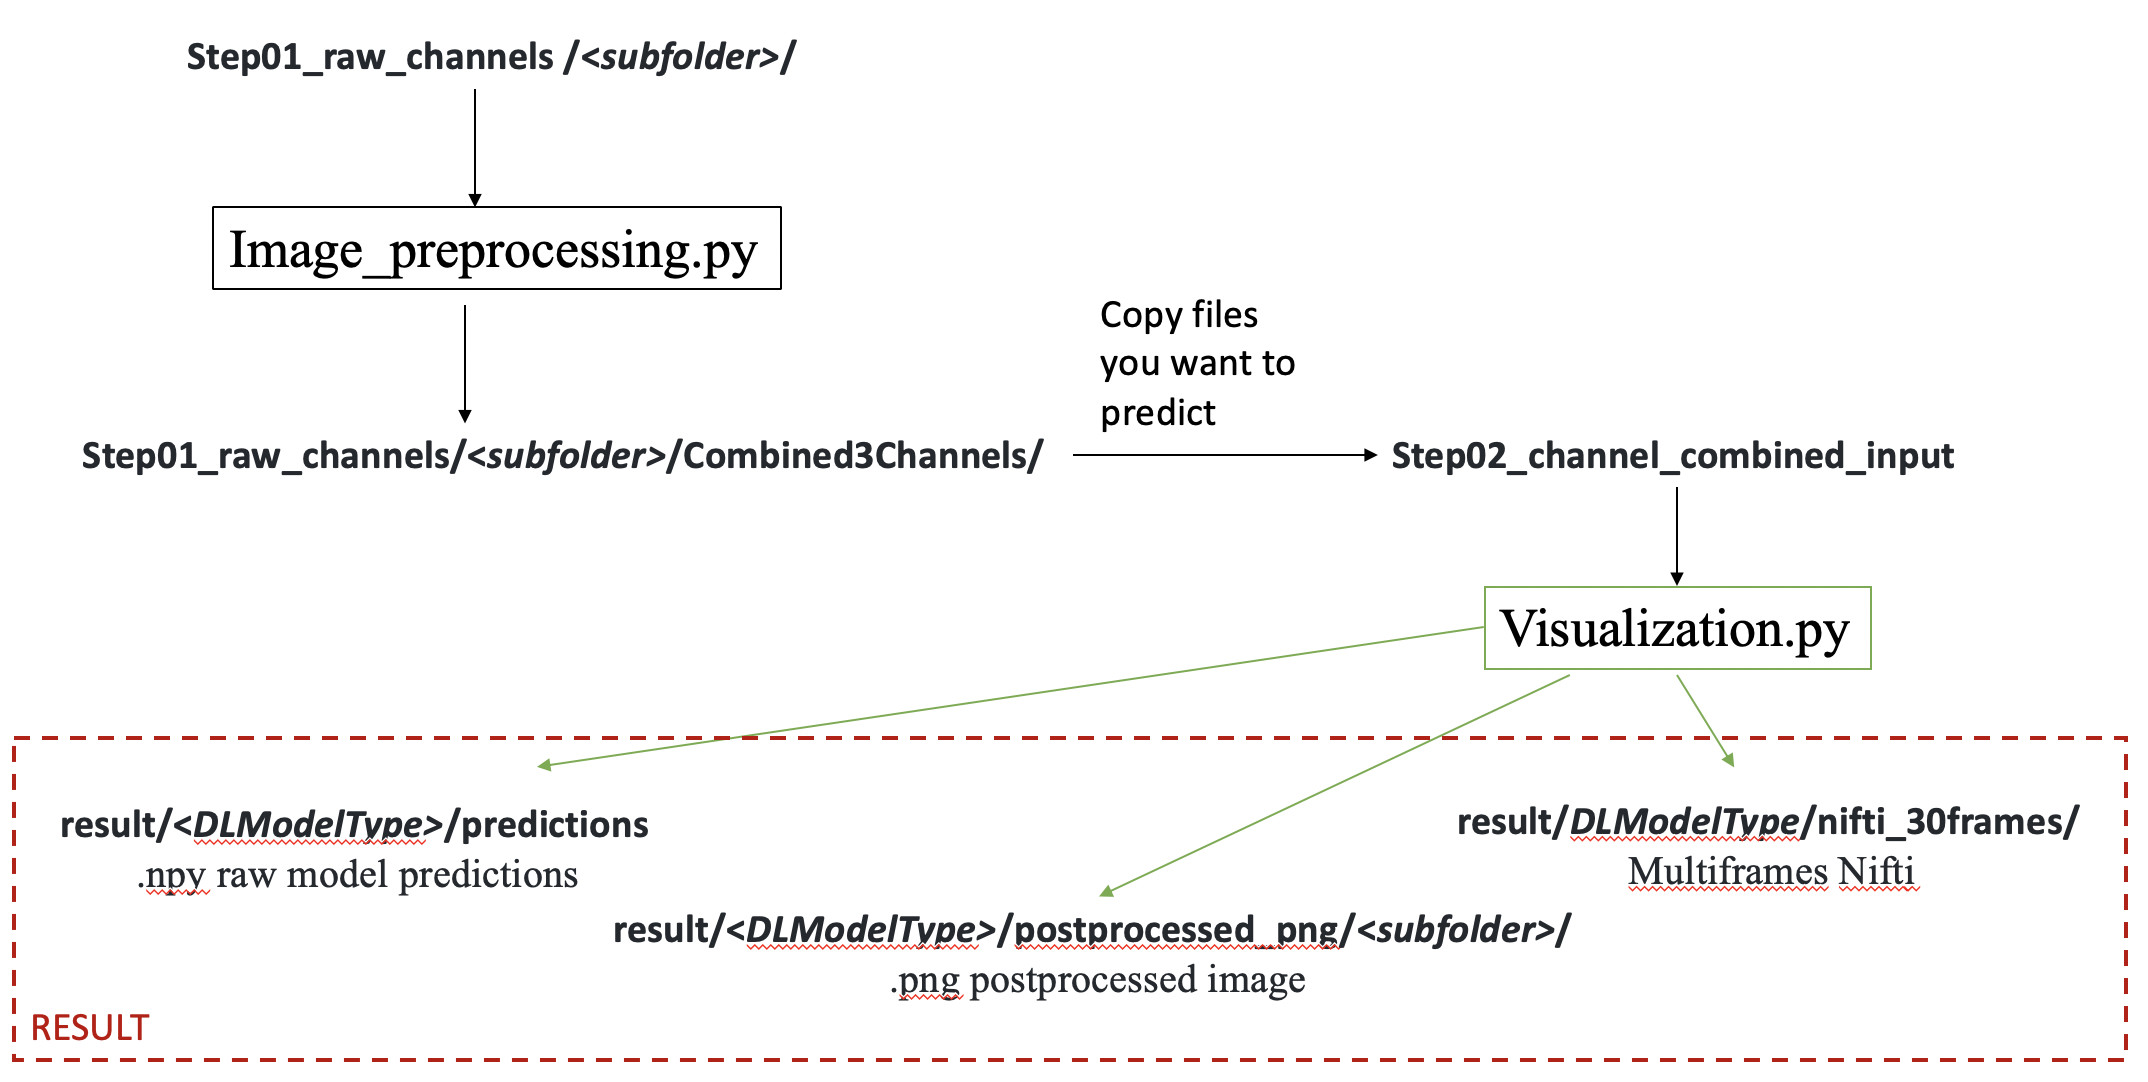 Step01_raw_channels /<subfolder>/
Image_preprocessing.py
Copy files
you want to
predict
Step01_raw_channels/<subfolder>/Combined3Channels/
Step02_channel_combined_input
Visualization.py
result/<DLModelType>/predictions
.npy raw model predictions
result/DLModelType/nifti_30frames/
Multiframes Nifti
result/<DLModelType>/postprocessed_png/<subfolder>/
.png postprocessed image
RESULT